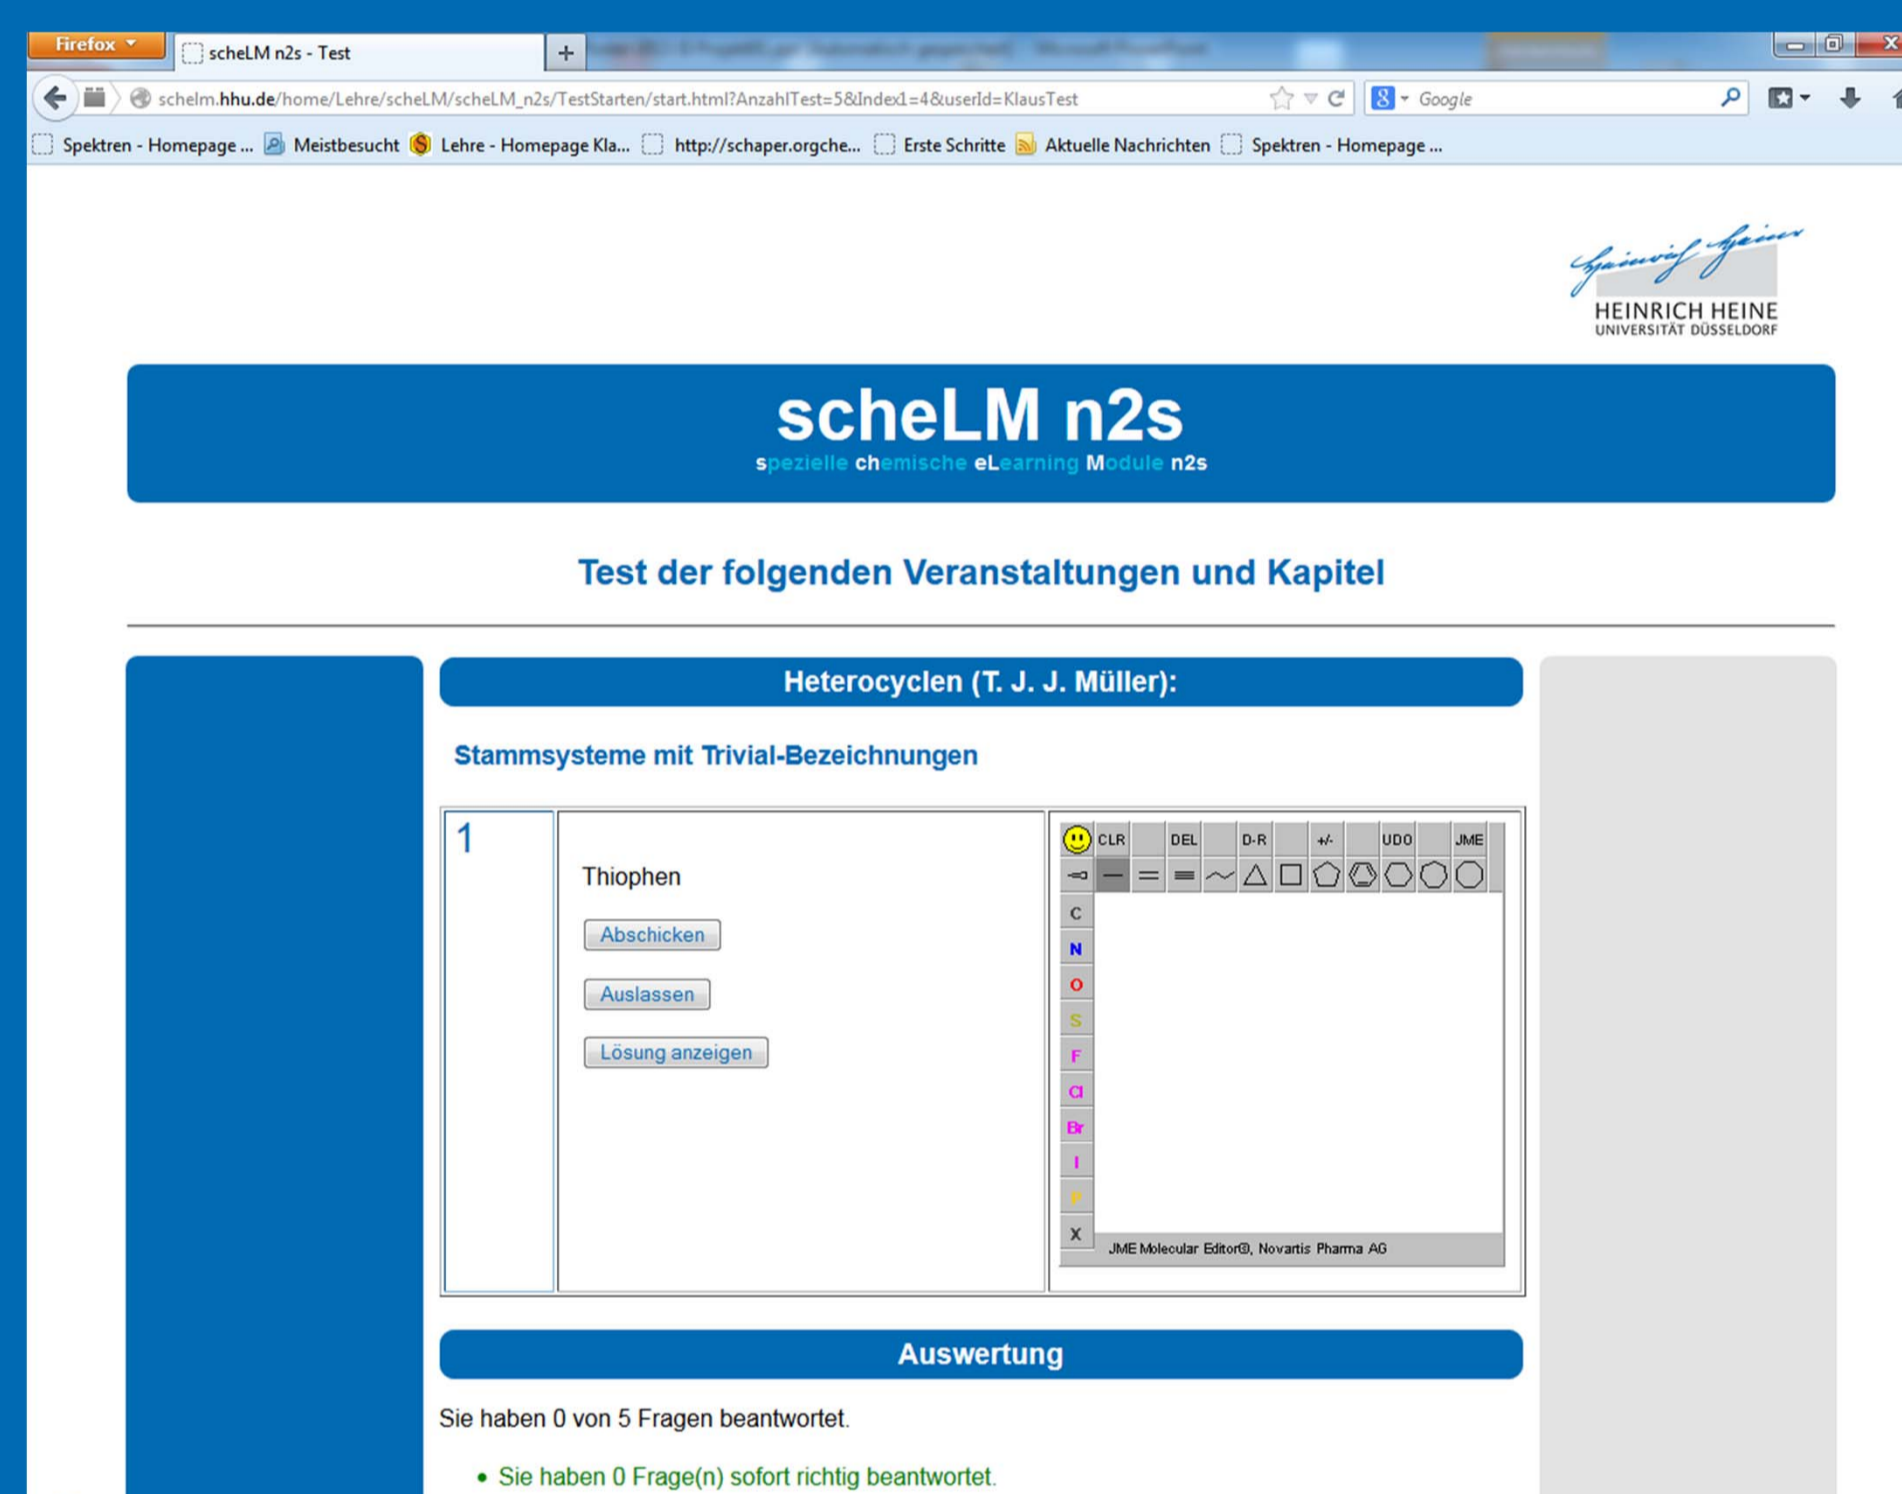 Firefox
scheLM n2s - Test
schelm.hhu.de/home/Lehre/scheLM/scheLM_n2s/TestStarten/start.html?AnzahlTest=5&Index1=4&userId=KlausTest
Google
Spektren - Homepage ... Meistbesucht Lehre - Homepage Kla... http://schaper.orgche... Erste Schritte Aktuelle Nachrichten Spektren - Homepage ...
Heinrich Heine
HEINRICH HEINE
UNIVERSITÄT DÜSSELDORF
scheLM n2s
spezielle chemische eLearning Module n2s
Test der folgenden Veranstaltungen und Kapitel
Heterocyclen (T. J. J. Müller):
Stammsysteme mit Trivial-Bezeichnungen
1
Thiophen
Abschicken
Auslassen
Lösung anzeigen
CLR DEL D-R +/- UDO JME
C
N
O
S
F
Cl
Br
I
P
X
JME Molecular Editor©, Novartis Pharma AG
Auswertung
Sie haben 0 von 5 Fragen beantwortet.
• Sie haben 0 Frage(n) sofort richtig beantwortet.